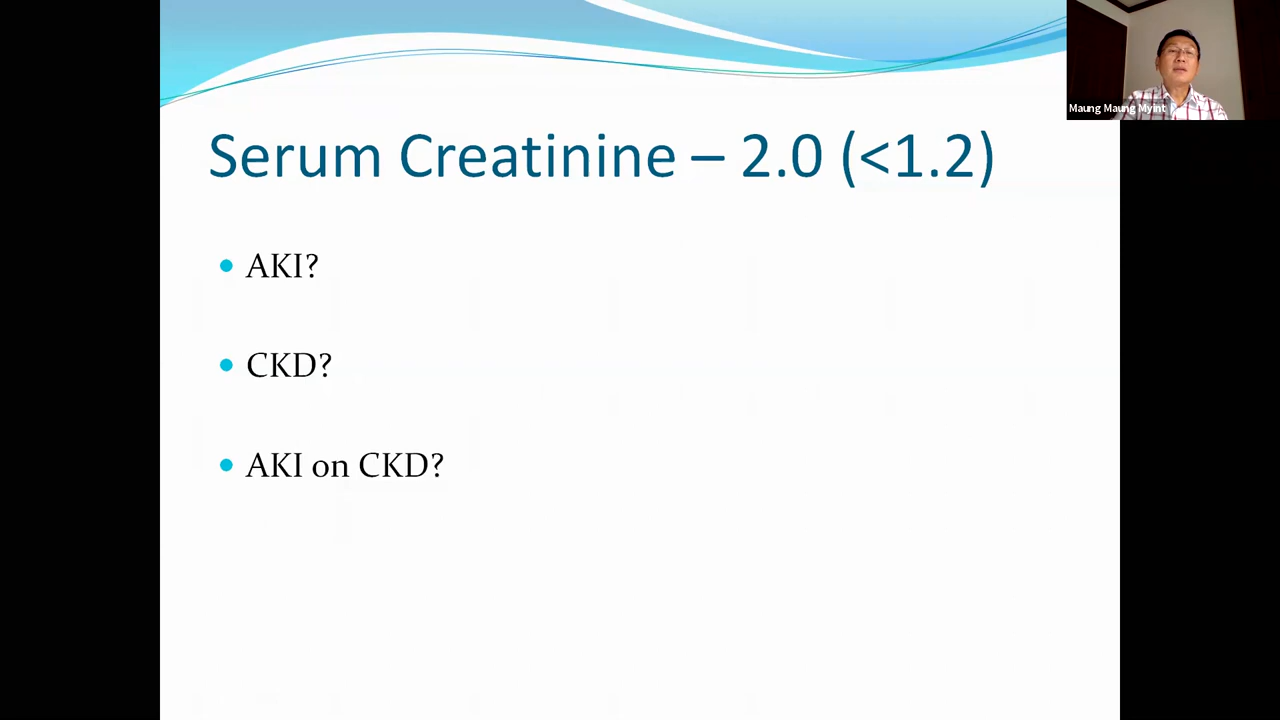 Serum Creatinine – 2.0 (<1.2)
AKI?
CKD?
AKI on CKD?
Maung Maung Myint